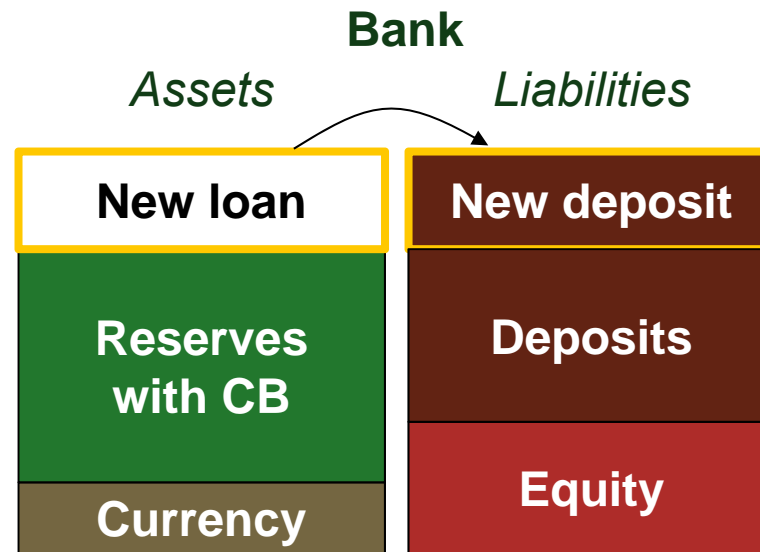 Bank
Assets
Liabilities
New loan
New deposit
Reserves
with CB
Deposits
Currency
Equity